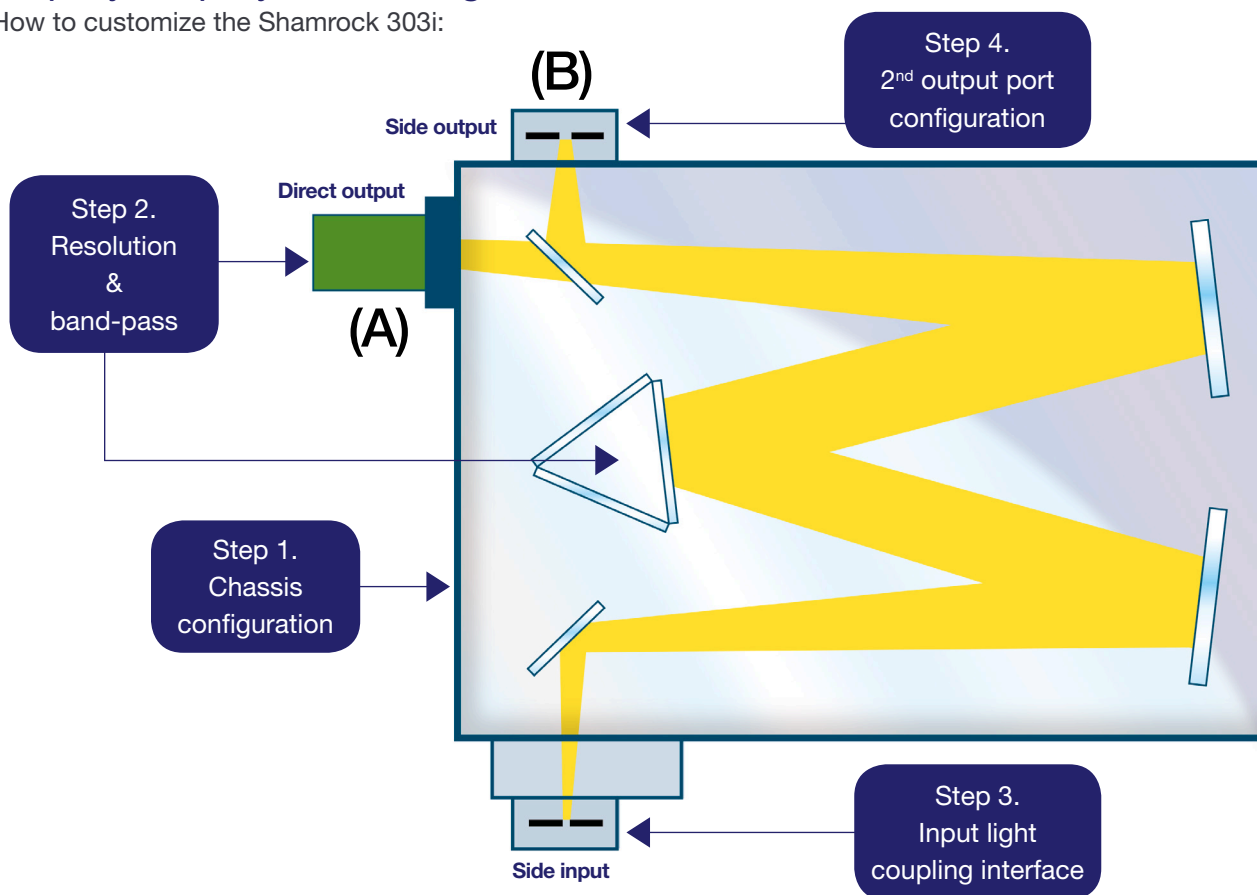 How to customize the Shamrock 303i:
(B)
Side output
Step 4.
2nd output port
configuration
Direct output
Step 2.
Resolution
&
band-pass
(A)
Step 1.
Chassis
configuration
Step 3.
Input light
coupling interface
Side input